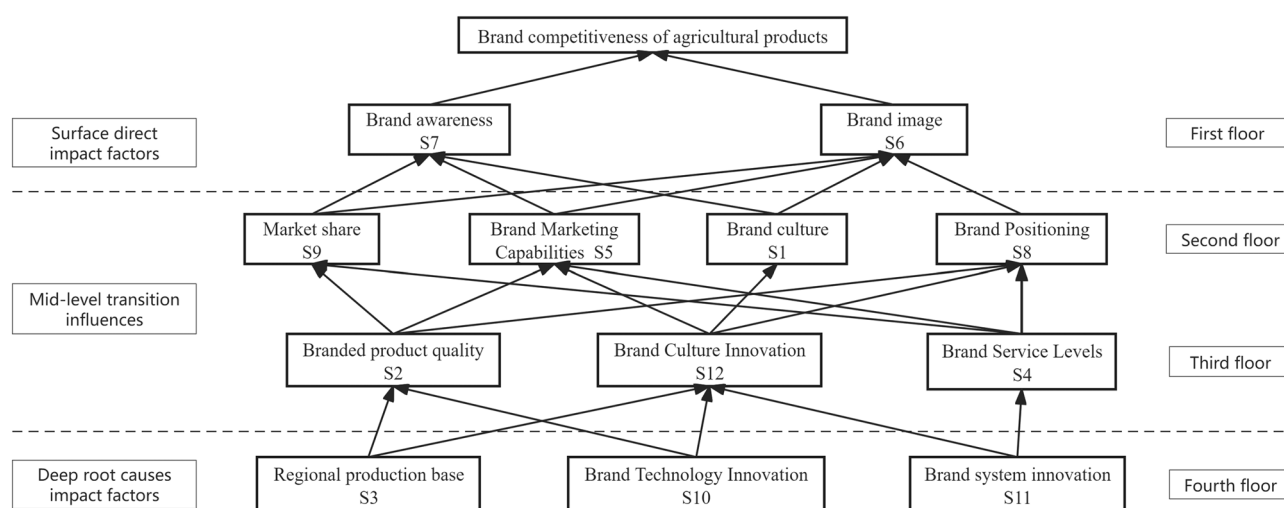 Brand competitiveness of agricultural products
Surface direct
impact factors
Brand awareness
S7
Brand image
S6
First floor
Market share
S9
Brand Marketing
Capabilities S5
Brand culture
S1
Brand Positioning
S8
Second floor
Mid-level transition
influences
Branded product quality
S2
Brand Culture Innovation
S12
Brand Service Levels
S4
Third floor
Deep root causes
impact factors
Regional production base
S3
Brand Technology Innovation
S10
Brand system innovation
S11
Fourth floor